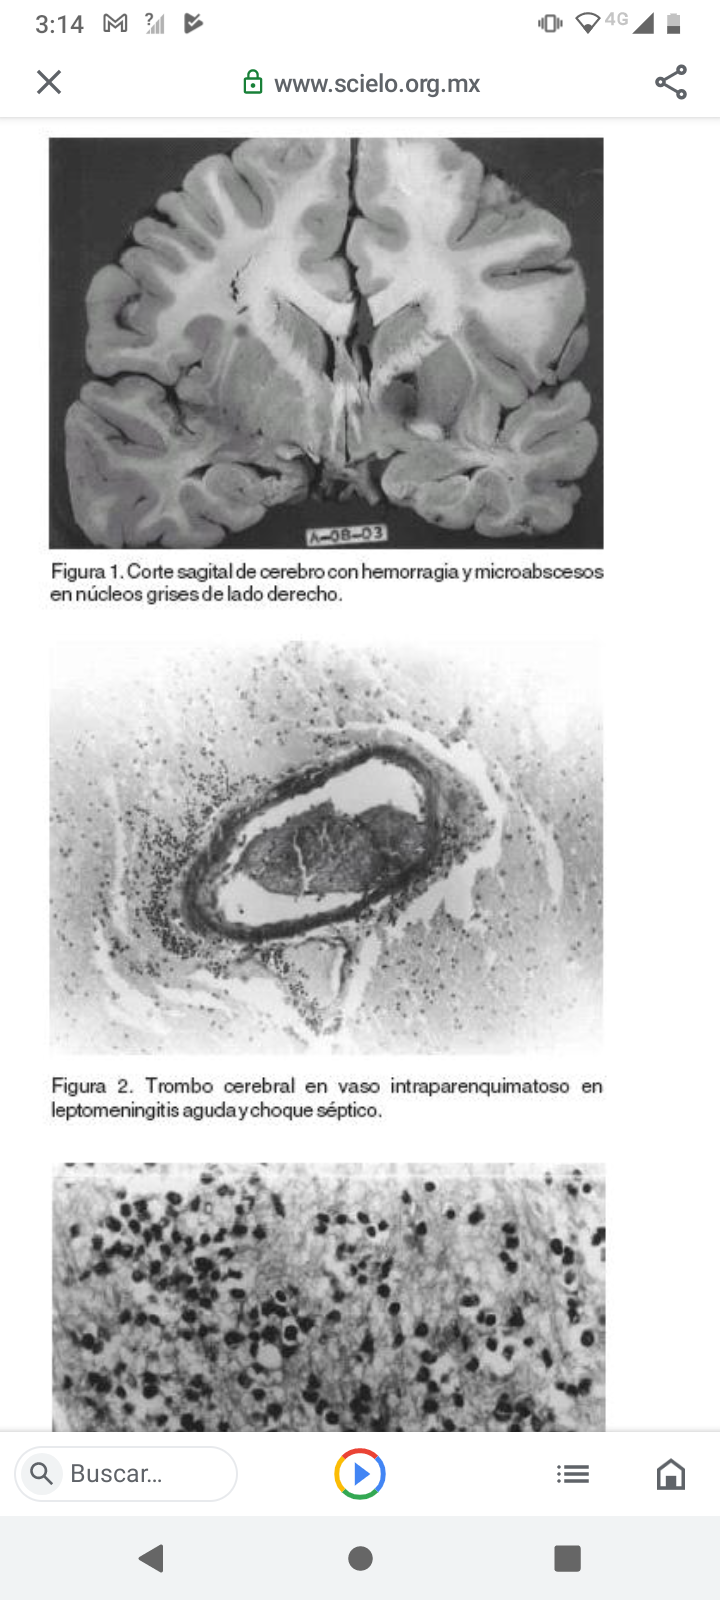 3:14
?
4G
www.scielo.org.mx
A-08-03
Figura 1. Corte sagital de cerebro con hemorragia y microabscesos
en núcleos grises de lado derecho.
Figura 2. Trombo cerebral en vaso intraparenquimatoso en
leptomeningitis aguda y choque séptico.
Buscar...